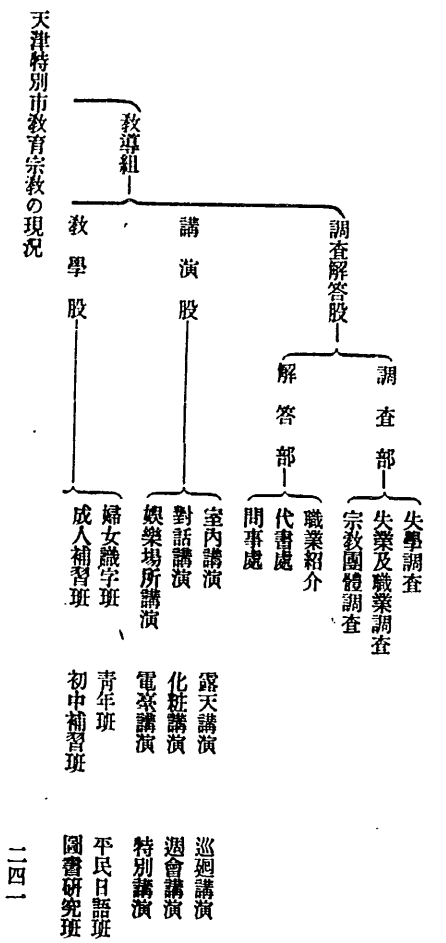 調査解答股
調査部
失學調査
失業及職業調査
宗教團體調査
解答部
職業紹介
代書處
問事處
教導組
講演股
室內講演 露天講演 巡廻講演
對話講演 化粧講演 週會講演
娛樂場所講演 電臺講演 特別講演
教學股
婦女識字班 青年班 平民日語班
成人補習班 初中補習班 圖書研究班
天津特別市教育宗教の現況
二四一